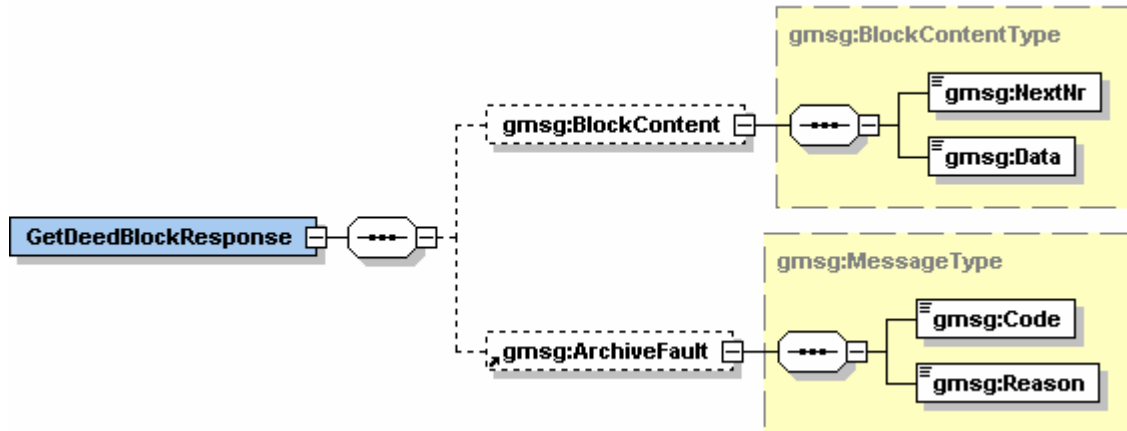 gmsg:BlockContentType
gmsg:NextNr
gmsg:BlockContent
gmsg:Data
GetDeedBlockResponse
gmsg:MessageType
gmsg:Code
gmsg:ArchiveFault
gmsg:Reason